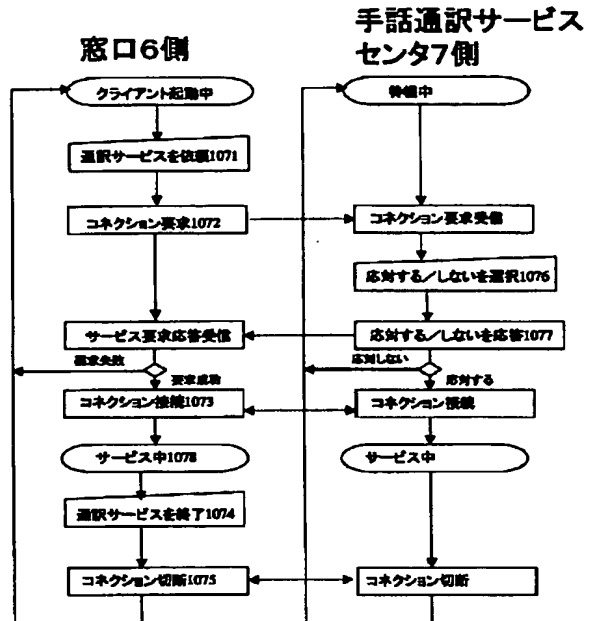 窓口6側
手話通訳サービス
センタ7側
クライアント起動中
待機中
通訳サービスを依頼1071
コネクション要求1072
コネクション要求受信
応対する/しないを選択1076
サービス要求応答受信
応対する/しないを応答1077
要求失敗
要求成功
応対しない
応対する
コネクション接続1073
コネクション接続
サービス中1078
サービス中
通訳サービスを終了1074
コネクション切断1075
コネクション切断